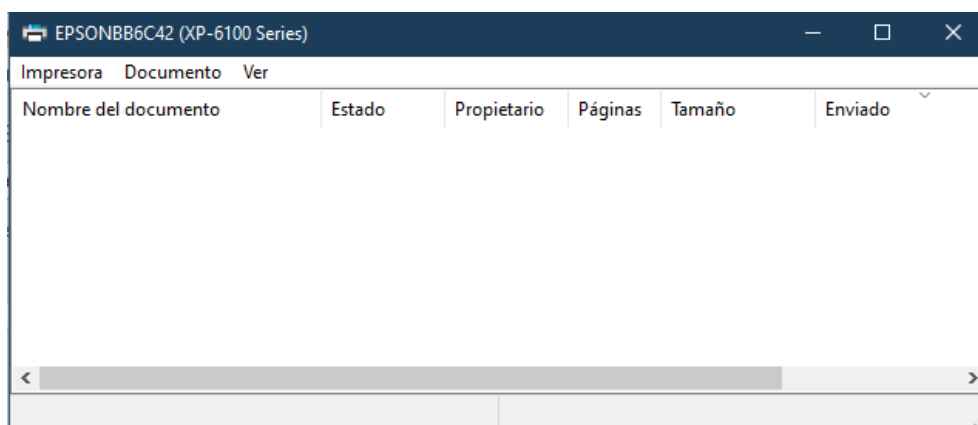 EPSONBB6C42 (XP-6100 Series)
Impresora Documento Ver
Nombre del documento Estado Propietario Páginas Tamaño Enviado